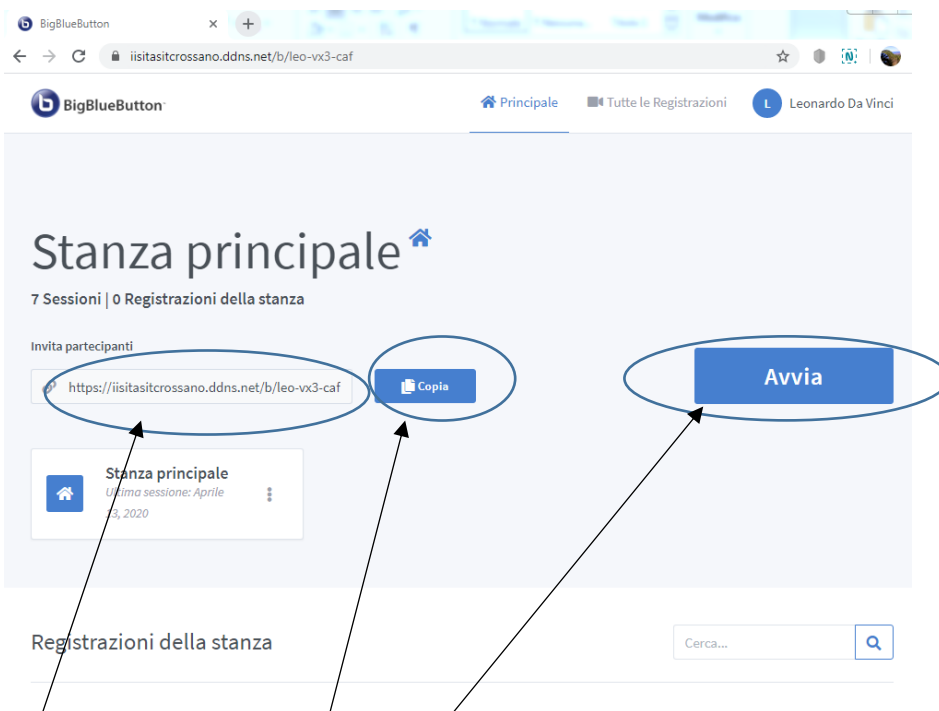 BigBlueButton
iisitasitcrossano.ddns.net/b/leo-vx3-caf
BigBlueButton
Principale
Tutte le Registrazioni
L
Leonardo Da Vinci
Stanza principale
7 Sessioni | 0 Registrazioni della stanza
Invita partecipanti
https://iisitasitcrossano.ddns.net/b/leo-vx3-caf
Copia
Avvia
Stanza principale
Ultima sessione: Aprile
13, 2020
Registrazioni della stanza
Cerca...